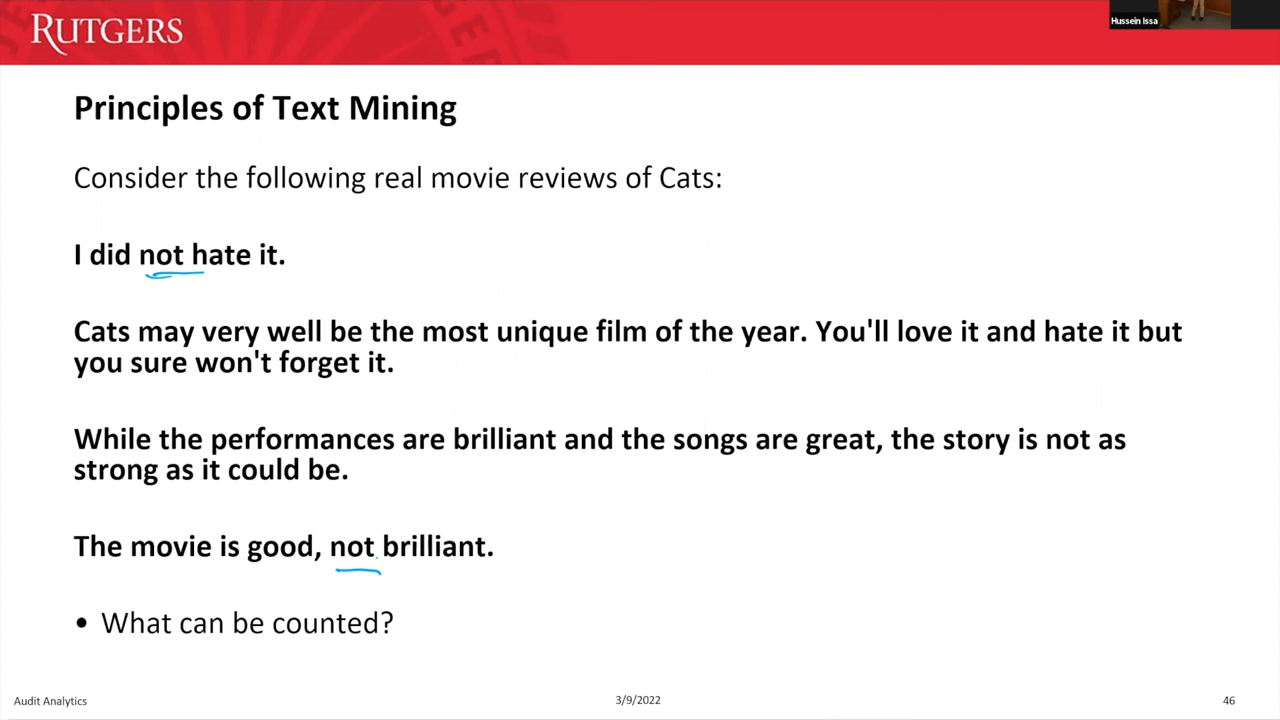 RUTGERS
Hussein Issa
Principles of Text Mining
Consider the following real movie reviews of Cats:
I did not hate it.
Cats may very well be the most unique film of the year. You'll love it and hate it but
you sure won't forget it.
While the performances are brilliant and the songs are great, the story is not as
strong as it could be.
The movie is good, not brilliant.
• What can be counted?
Audit Analytics
3/9/2022
46